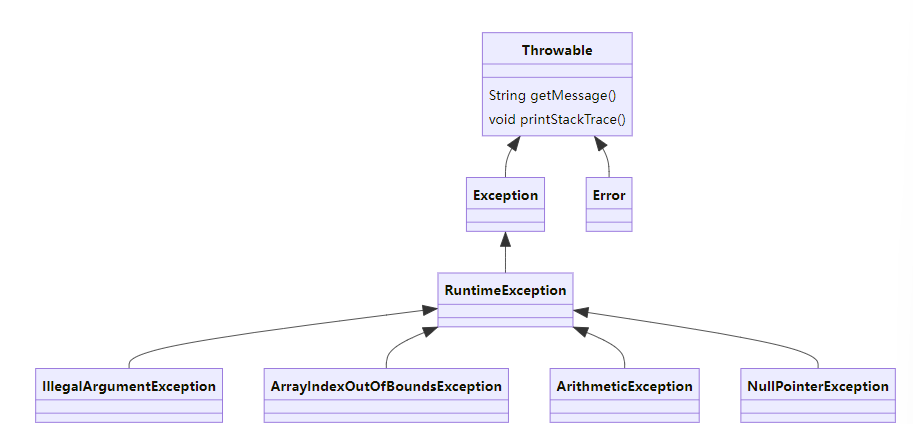 Throwable
String getMessage()
void printStackTrace()
Exception
Error
RuntimeException
IllegalArgumentException
ArrayIndexOutOfBoundsException
ArithmeticException
NullPointerException